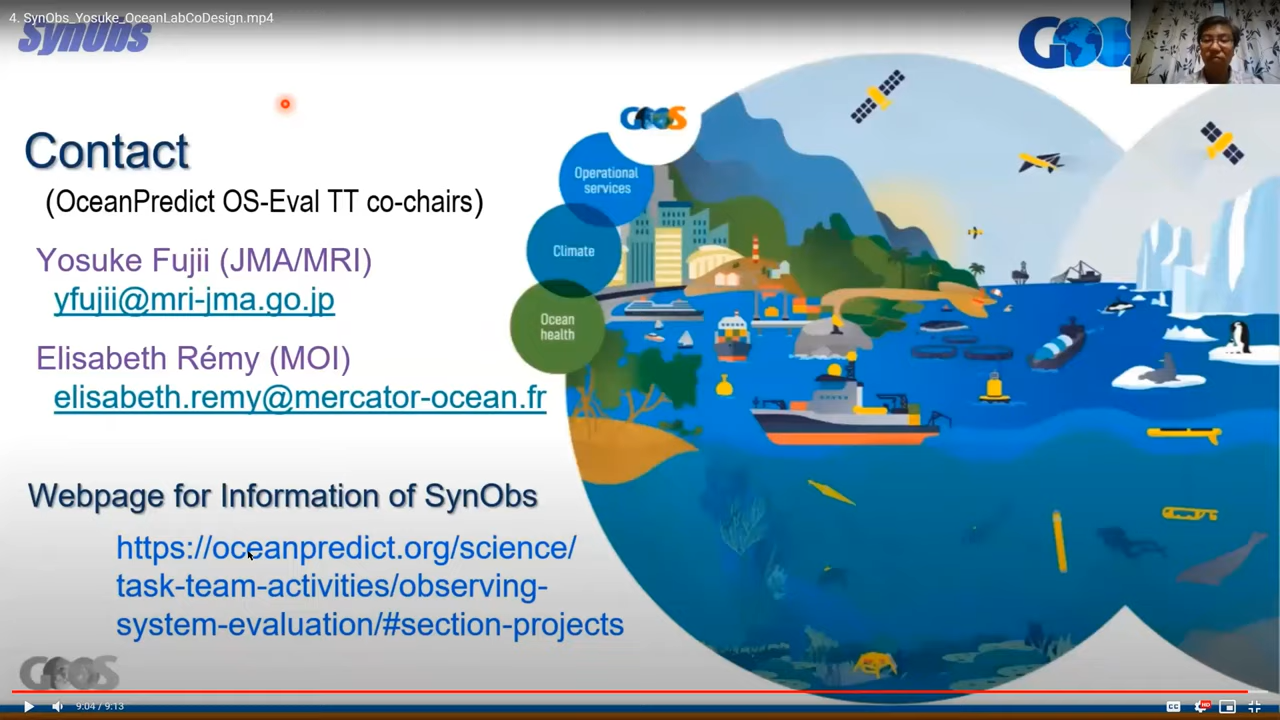 4. SynObs_Yosuke_OceanLabCoDesign.mp4
SynObs
GOOS
GOOS
Operational
services
Climate
Ocean
health
Contact
(OceanPredict OS-Eval TT co-chairs)
Yosuke Fujii (JMA/MRI)
yfujii@mri-jma.go.jp
Elisabeth Rémy (MOI)
elisabeth.remy@mercator-ocean.fr
Webpage for Information of SynObs
https://oceanpredict.org/science/
task-team-activities/observing-
system-evaluation/#section-projects
GOOS
9:04 / 9:13
CC
HD